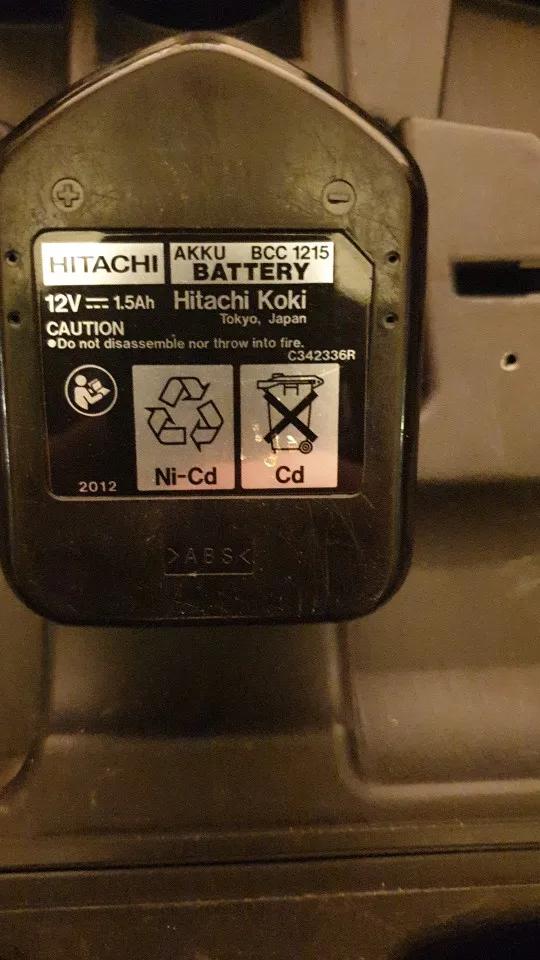 HITACHI
AKKU BCC 1215
BATTERY
12V ⎓ 1.5Ah Hitachi Koki
Tokyo, Japan
CAUTION
●Do not disassemble nor throw into fire.
C342336R
Ni-Cd
Cd
2012
>ABS<